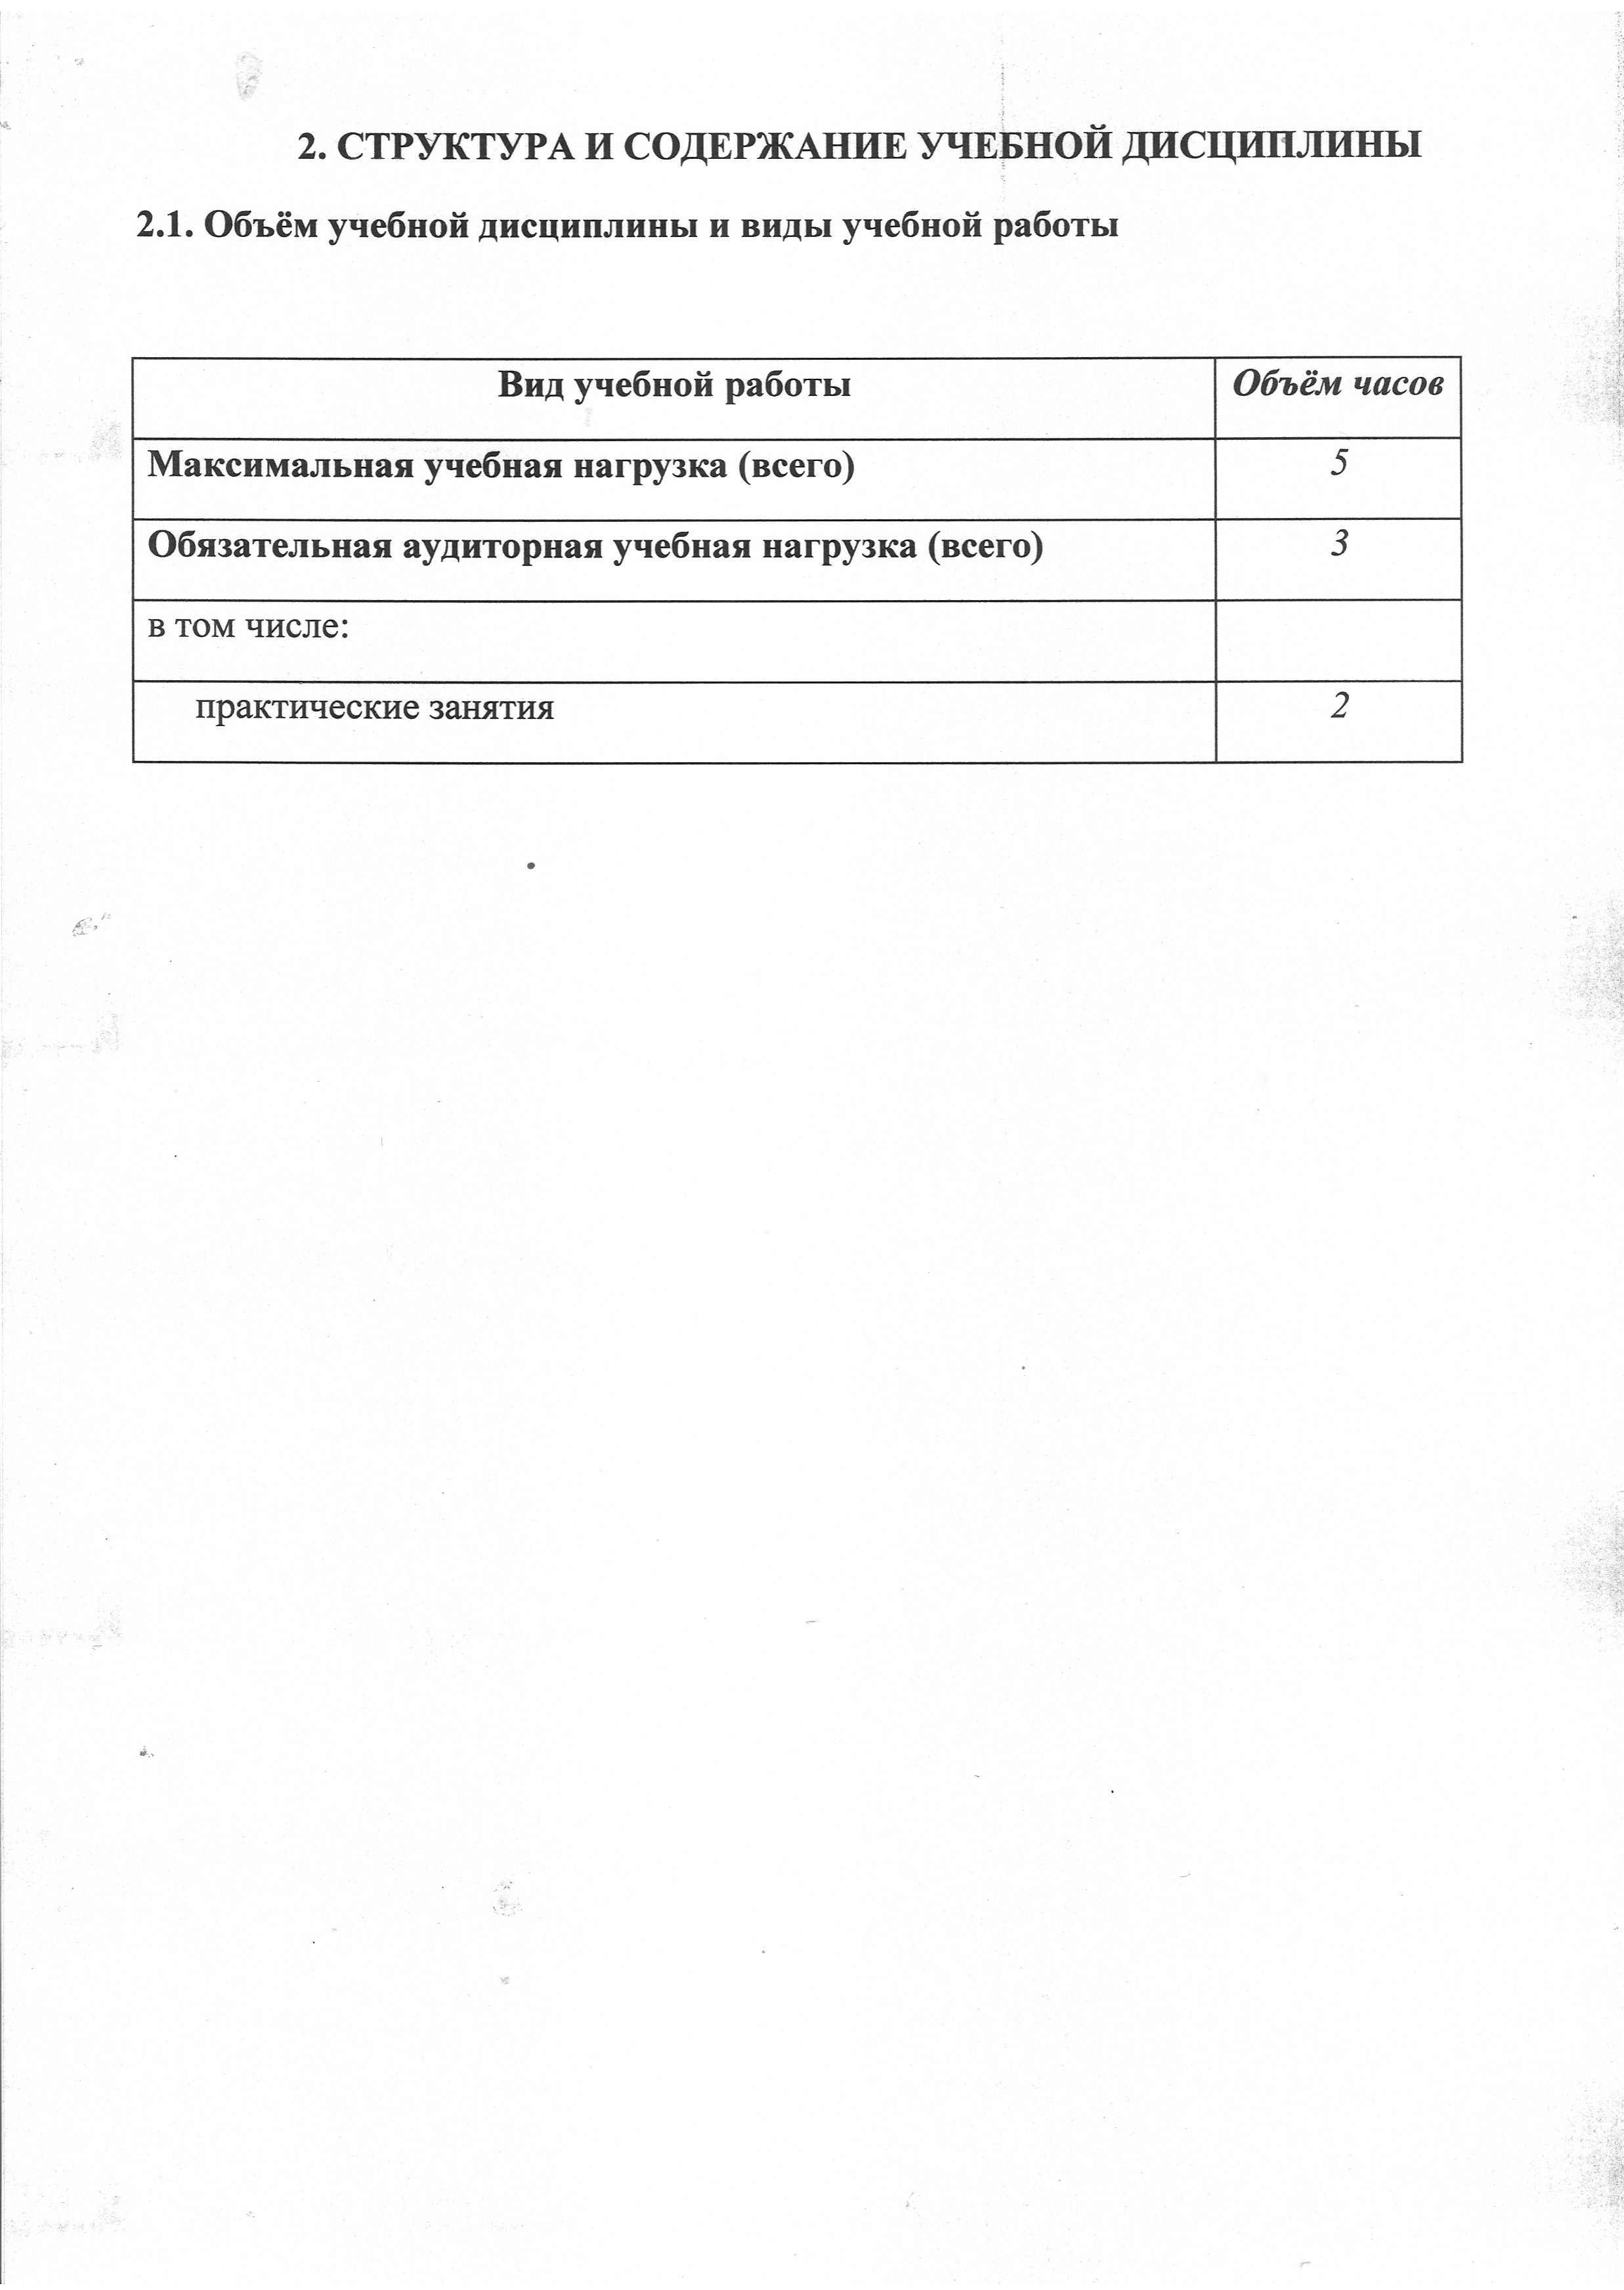 2. СТРУКТУРА И СОДЕРЖАНИЕ УЧЕБНОЙ ДИСЦИПЛИНЫ
2.1. Объём учебной дисциплины и виды учебной работы
Вид учебной работы Объём часов
Максимальная учебная нагрузка (всего) 5
Обязательная аудиторная учебная нагрузка (всего) 3
в том числе:
практические занятия 2